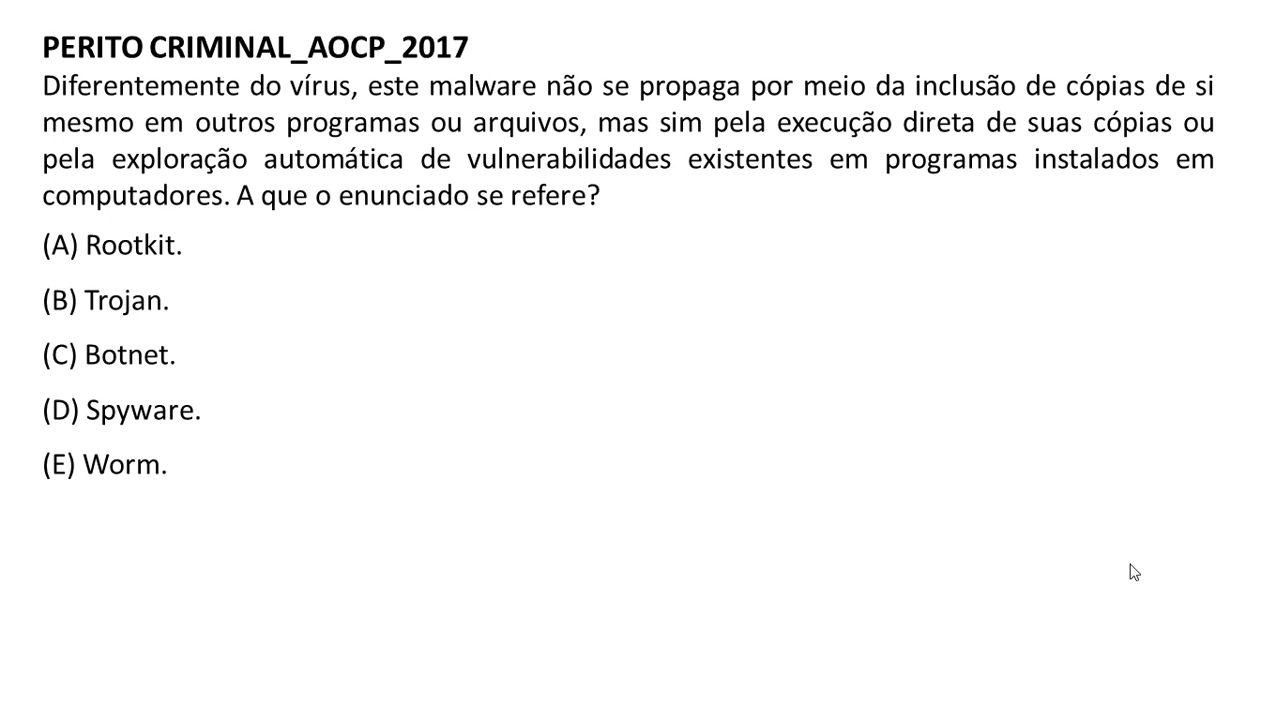 PERITO CRIMINAL_AOCP_2017
Diferentemente do vírus, este malware não se propaga por meio da inclusão de cópias de si
mesmo em outros programas ou arquivos, mas sim pela execução direta de suas cópias ou
pela exploração automática de vulnerabilidades existentes em programas instalados em
computadores. A que o enunciado se refere?
(A) Rootkit.
(B) Trojan.
(C) Botnet.
(D) Spyware.
(E) Worm.